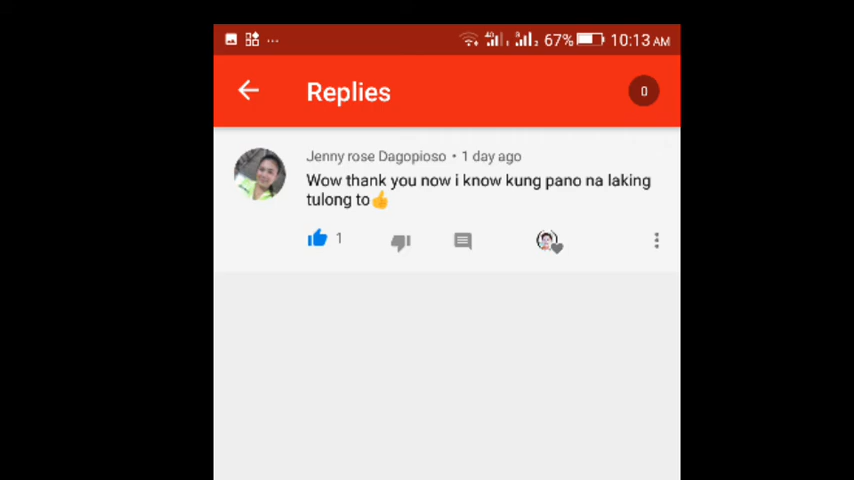 67% 10:13 AM
Replies
0
Jenny rose Dagopioso • 1 day ago
Wow thank you now i know kung pano na laking
tulong to👍
1